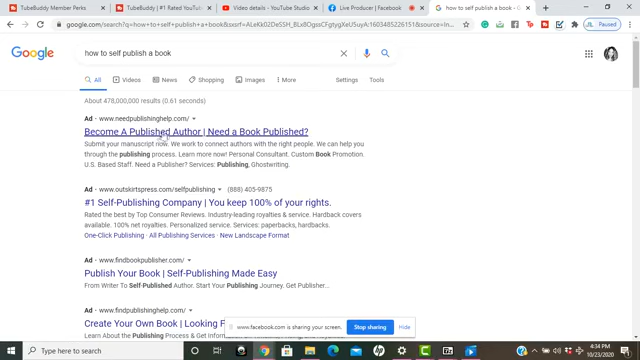 TubeBuddy Member Perks
TubeBuddy | #1 Rated YouTub
Video details - YouTube Studio
Live Producer | Facebook
how to self publish a book - G
google.com/search?q=how+to+self+publish+a+book&sxsrf=
Paused
Google
how to self publish a book
All
Videos
News
Shopping
Images
More
Settings
Tools
About 478,000,000 results (0.61 seconds)
Ad · www.needpublishinghelp.com/
Become A Published Author | Need a Book Published?
Submit your manuscript now. We work to connect authors with the right people. We can help you
through the publishing process. Learn more now! Personal Consultant. Custom Book Promotion.
U.S. Based Staff. Need a Publisher? Services: Publishing, Ghostwriting.
Ad · www.outskirtspress.com/selfpublishing (888) 405-9875
#1 Self-Publishing Company | You keep 100% of your rights.
Rated the best by Top Consumer Reviews. Industry-leading royalties & service. Hardback covers
available. 100% net royalties. Personalized service. Services: paperbacks, hardbacks.
One-Click Publishing · All Publishing Services · New Landscape Format
Ad · www.findbookpublisher.com/
Publish Your Book | Self-Publishing Made Easy
From Writer To Self-Published Author. Start Your Publishing Journey. Get Publisher...
Ad · www.findpublishinghelp.com/
Create Your Own Book | Looking F
Learn About the Publishing Process & Get Information
www.facebook.com is sharing your screen.
Stop sharing
Hide
Type here to search
4:34 PM
10/23/2020